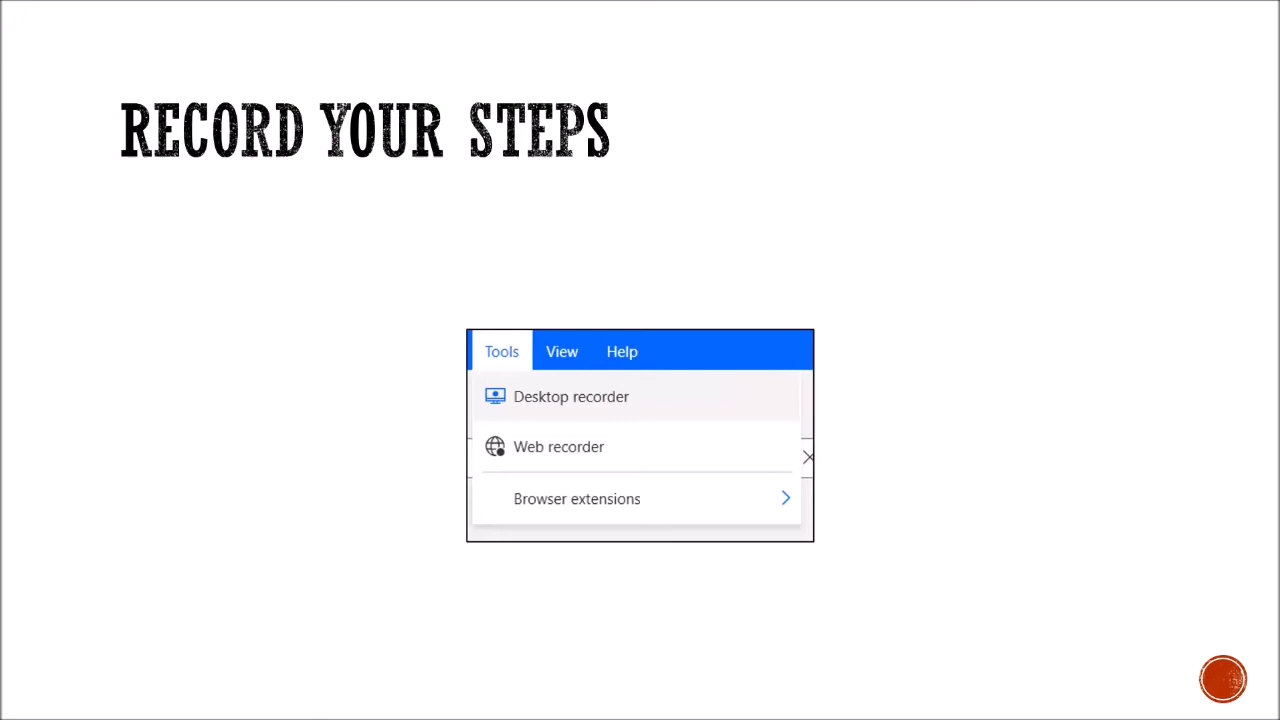 RECORD YOUR STEPS
Tools View Help
Desktop recorder
Web recorder
Browser extensions